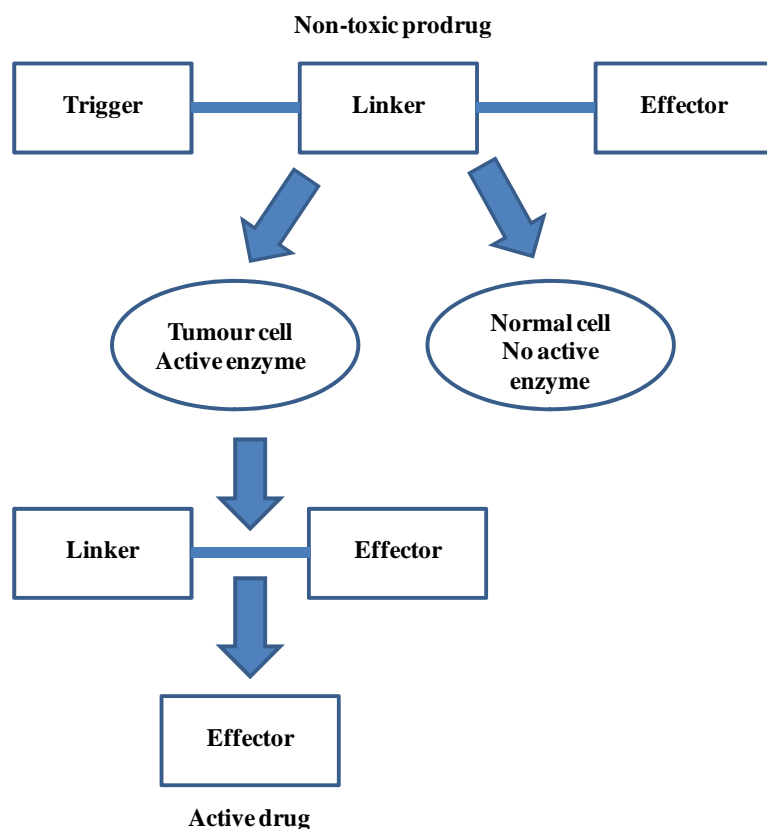 Non-toxic prodrug
Trigger
Linker
Effector
Tumour cell
Active enzyme
Normal cell
No active
enzyme
Linker
Effector
Effector
Active drug